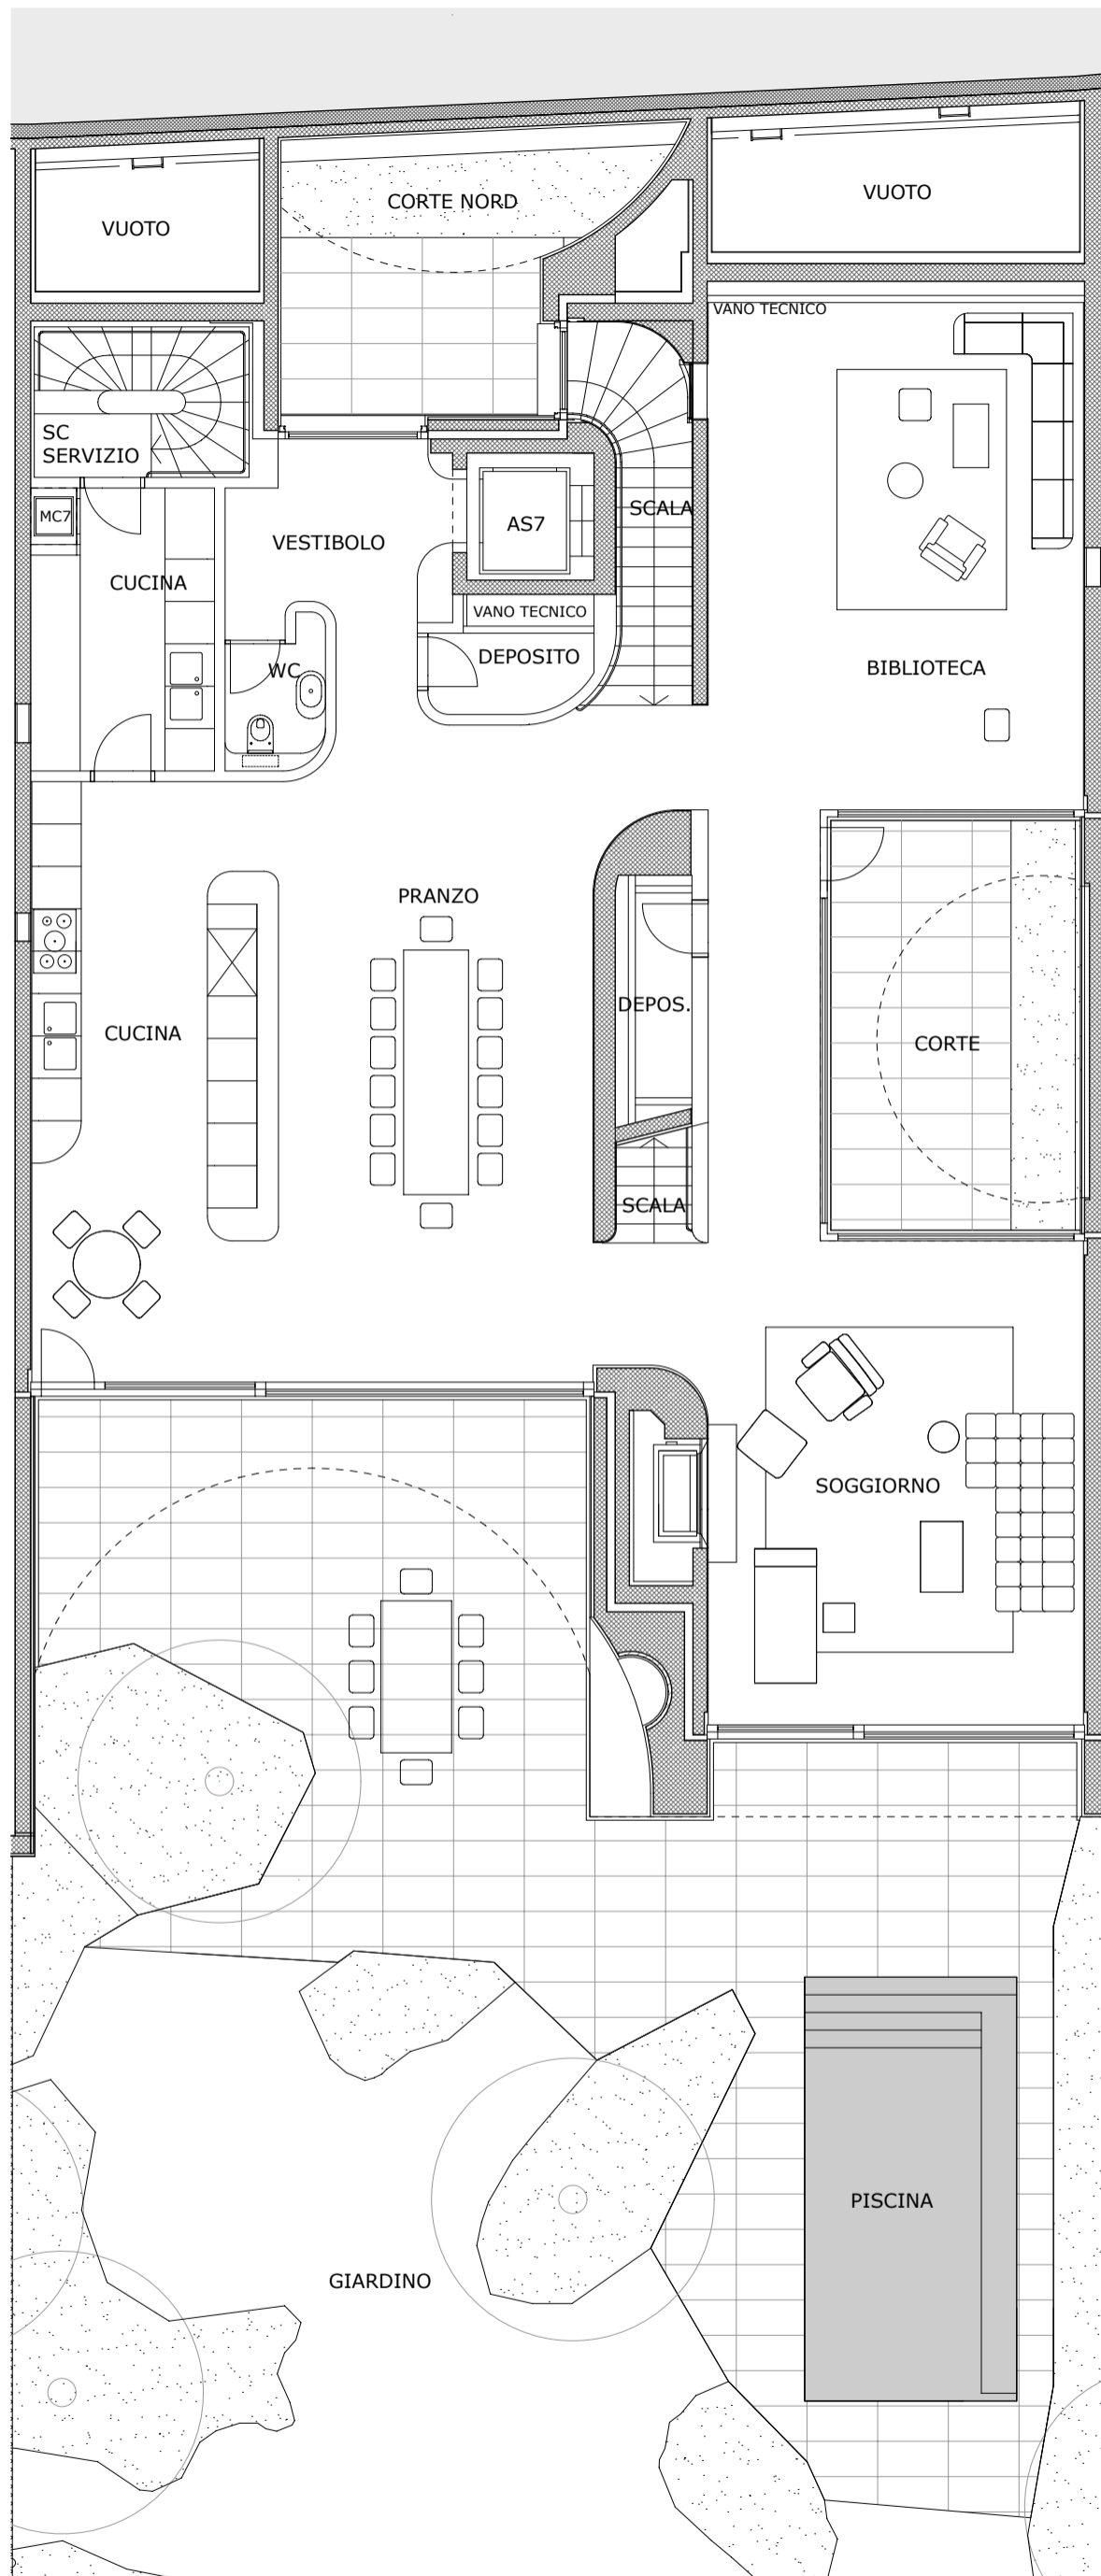 CORTE NORD
VUOTO
VUOTO
VANO TECNICO
SC
SERVIZIO
MC7
SCALA
AS7
VESTIBOLO
CUCINA
VANO TECNICO
DEPOSITO
BIBLIOTECA
WC
PRANZO
DEPOS.
CUCINA
CORTE
SCALA
SOGGIORNO
PISCINA
GIARDINO